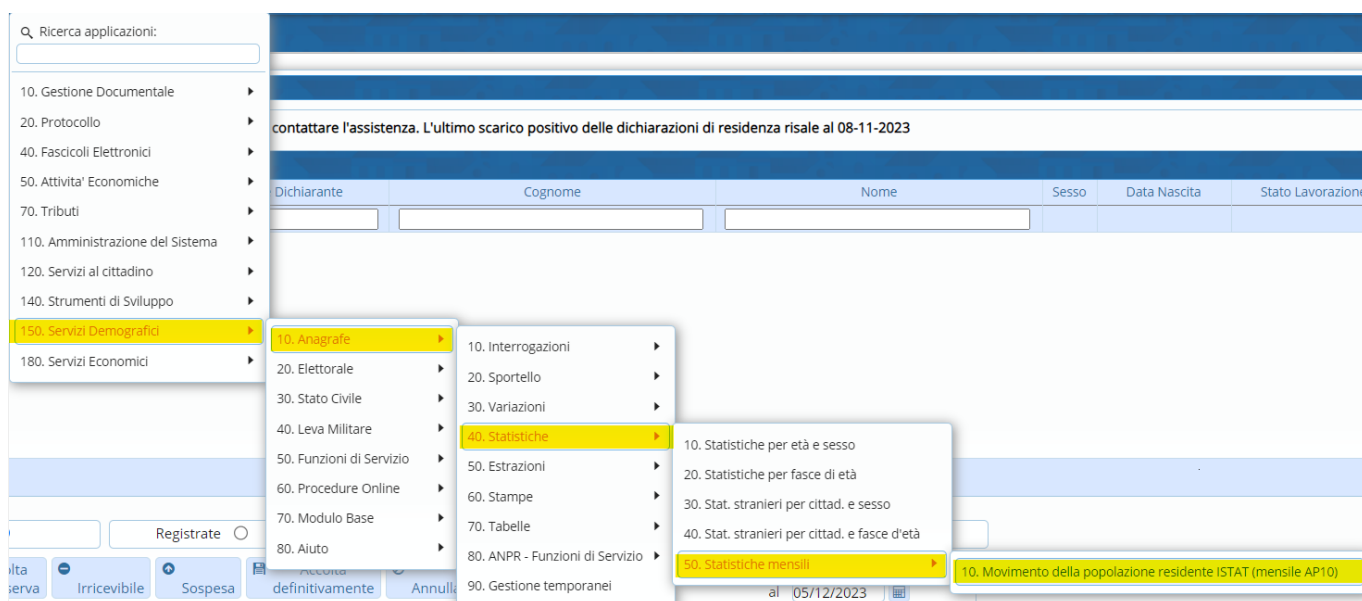 Ricerca applicazioni:
10. Gestione Documentale
20. Protocollo
40. Fascicoli Elettronici
50. Attivita' Economiche
70. Tributi
110. Amministrazione del Sistema
120. Servizi al cittadino
140. Strumenti di Sviluppo
150. Servizi Demografici
180. Servizi Economici
contattare l'assistenza. L'ultimo scarico positivo delle dichiarazioni di residenza risale al 08-11-2023
Dichiarante Cognome Nome Sesso Data Nascita Stato Lavorazione
10. Anagrafe
20. Elettorale
30. Stato Civile
40. Leva Militare
50. Funzioni di Servizio
60. Procedure Online
70. Modulo Base
80. Aiuto
10. Interrogazioni
20. Sportello
30. Variazioni
40. Statistiche
50. Estrazioni
60. Stampe
70. Tabelle
80. ANPR - Funzioni di Servizio
90. Gestione temporanei
10. Statistiche per età e sesso
20. Statistiche per fasce di età
30. Stat. stranieri per cittad. e sesso
40. Stat. stranieri per cittad. e fasce d'età
50. Statistiche mensili
10. Movimento della popolazione residente ISTAT (mensile AP10)
Registrate
Irricevibile
Sospesa
definitivamente
al 05/12/2023